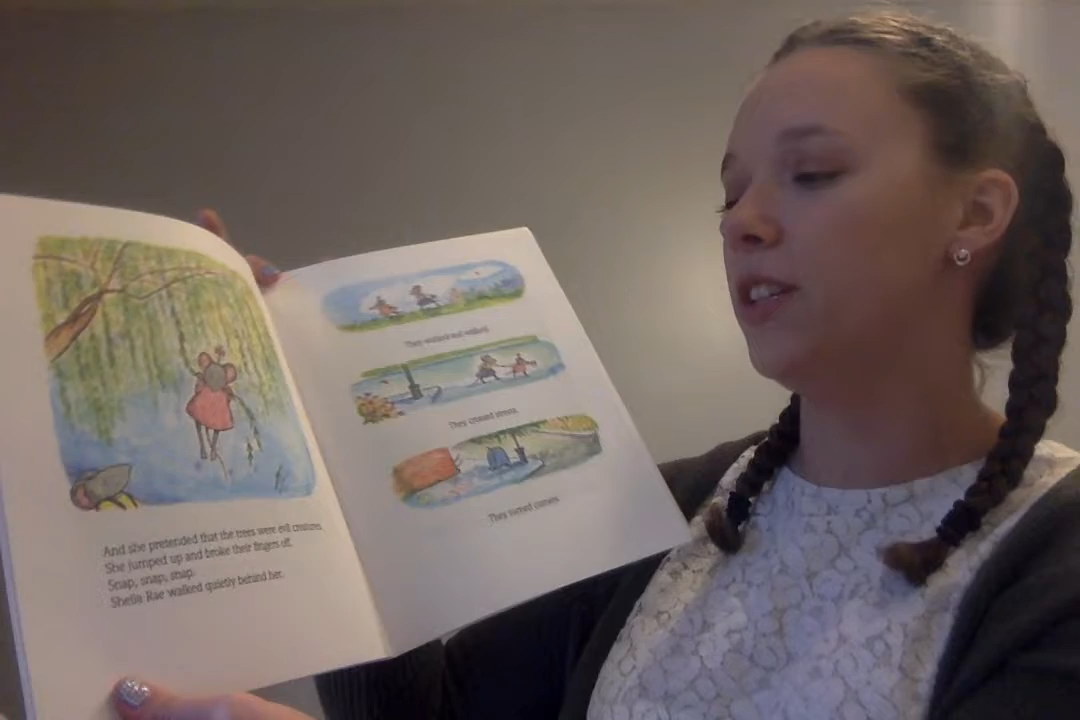 And she pretended that the trees were evil creatures.
She jumped up and broke their fingers off.
Snap, snap, snap.
Sheila Rae walked quietly behind her.
They walked and walked.
They crossed streets.
They turned corners.